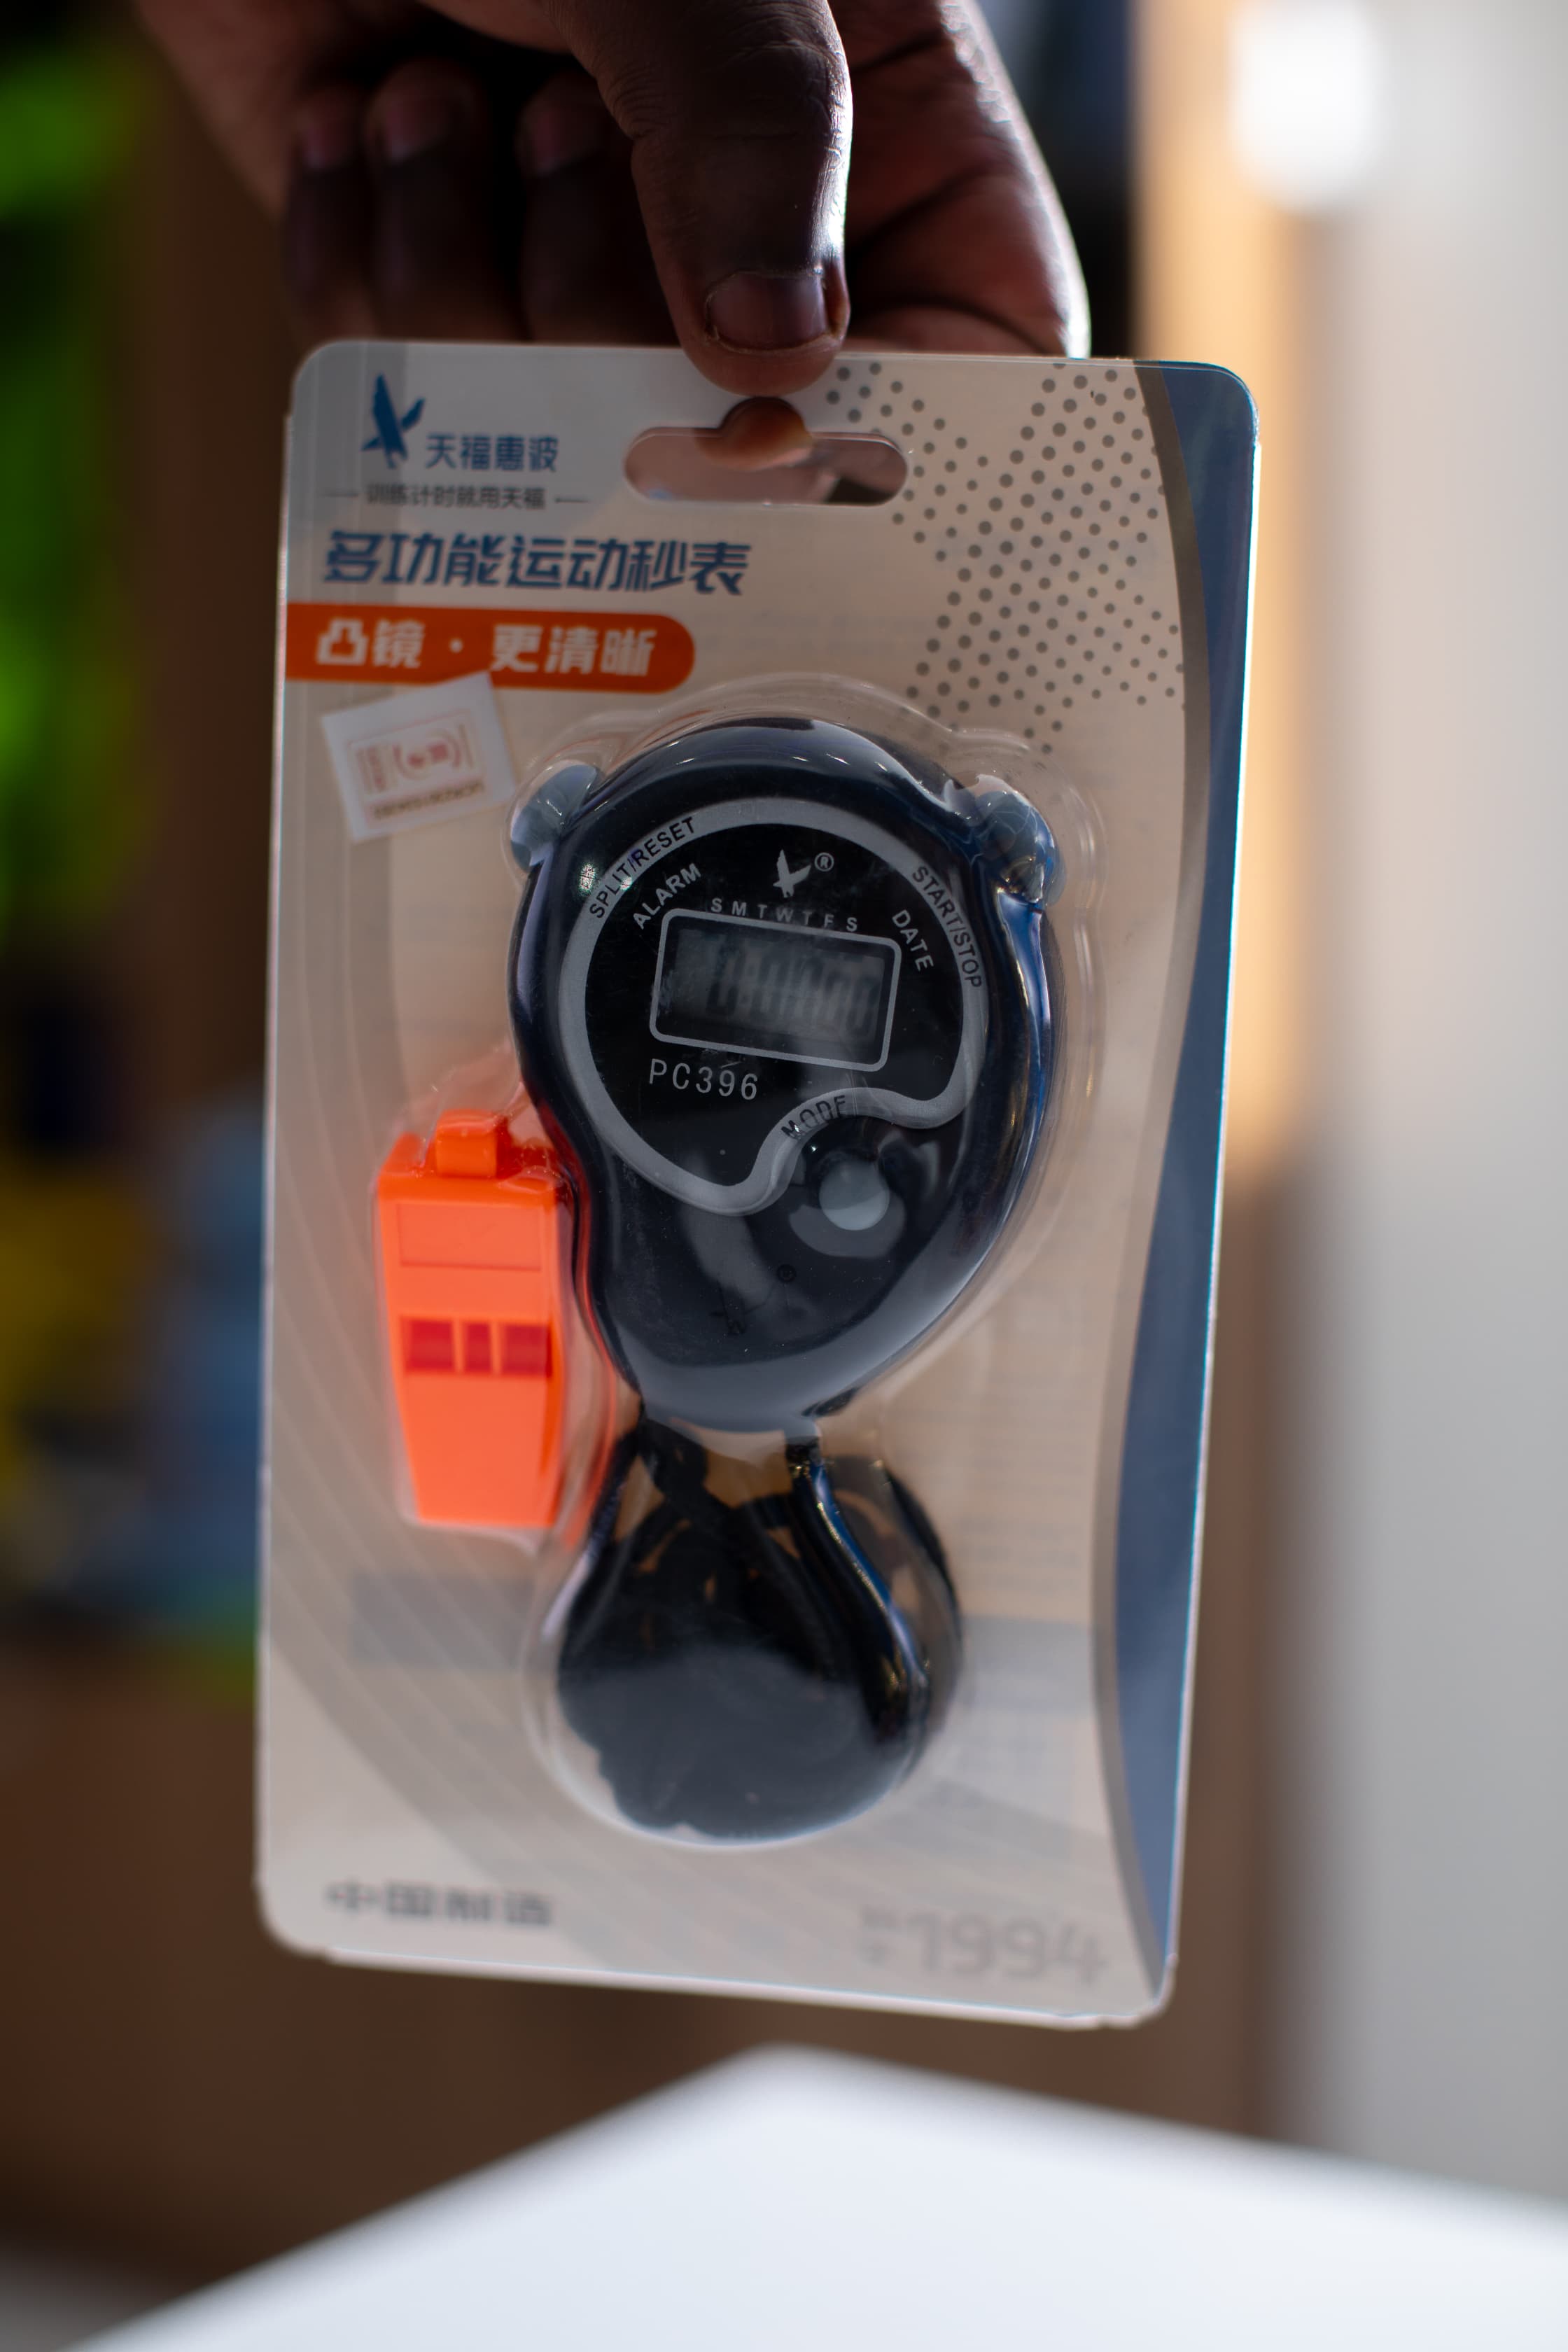 天福惠波
训练计时就用天福
多功能运动秒表
凸镜·更清晰
SPLIT/RESET
START/STOP
ALARM
®
DATE
S M T W T F S
PC396
MODE
®
中国制造
1994